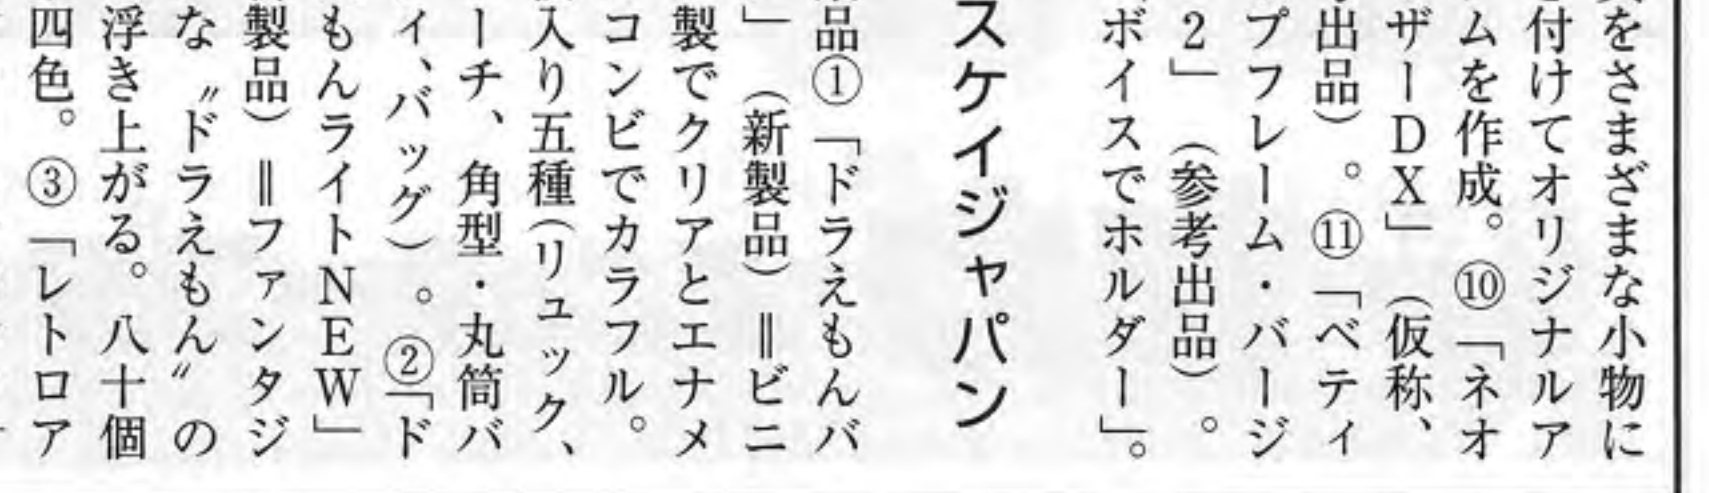 をさまざまな小物に
付けてオリジナルア
ムを作成。⑩「ネオ
ザーDX」(仮称、
出品)。⑪「ベティ
プフレーム・バージ
2」(参考出品)。
ボイスでホルダー」。
スケイジャパン
品①「ドラえもんバ
」(新製品)=ビニ
製でクリアとエナメ
コンビでカラフル。
入り五種(リュック、
ーチ、角型・丸筒バ
ィ、バッグ)。②「ド
もんライトNEW」
製品)=ファンタジ
な〝ドラえもん〟の
浮き上がる。八十個
四色。③「レトロア